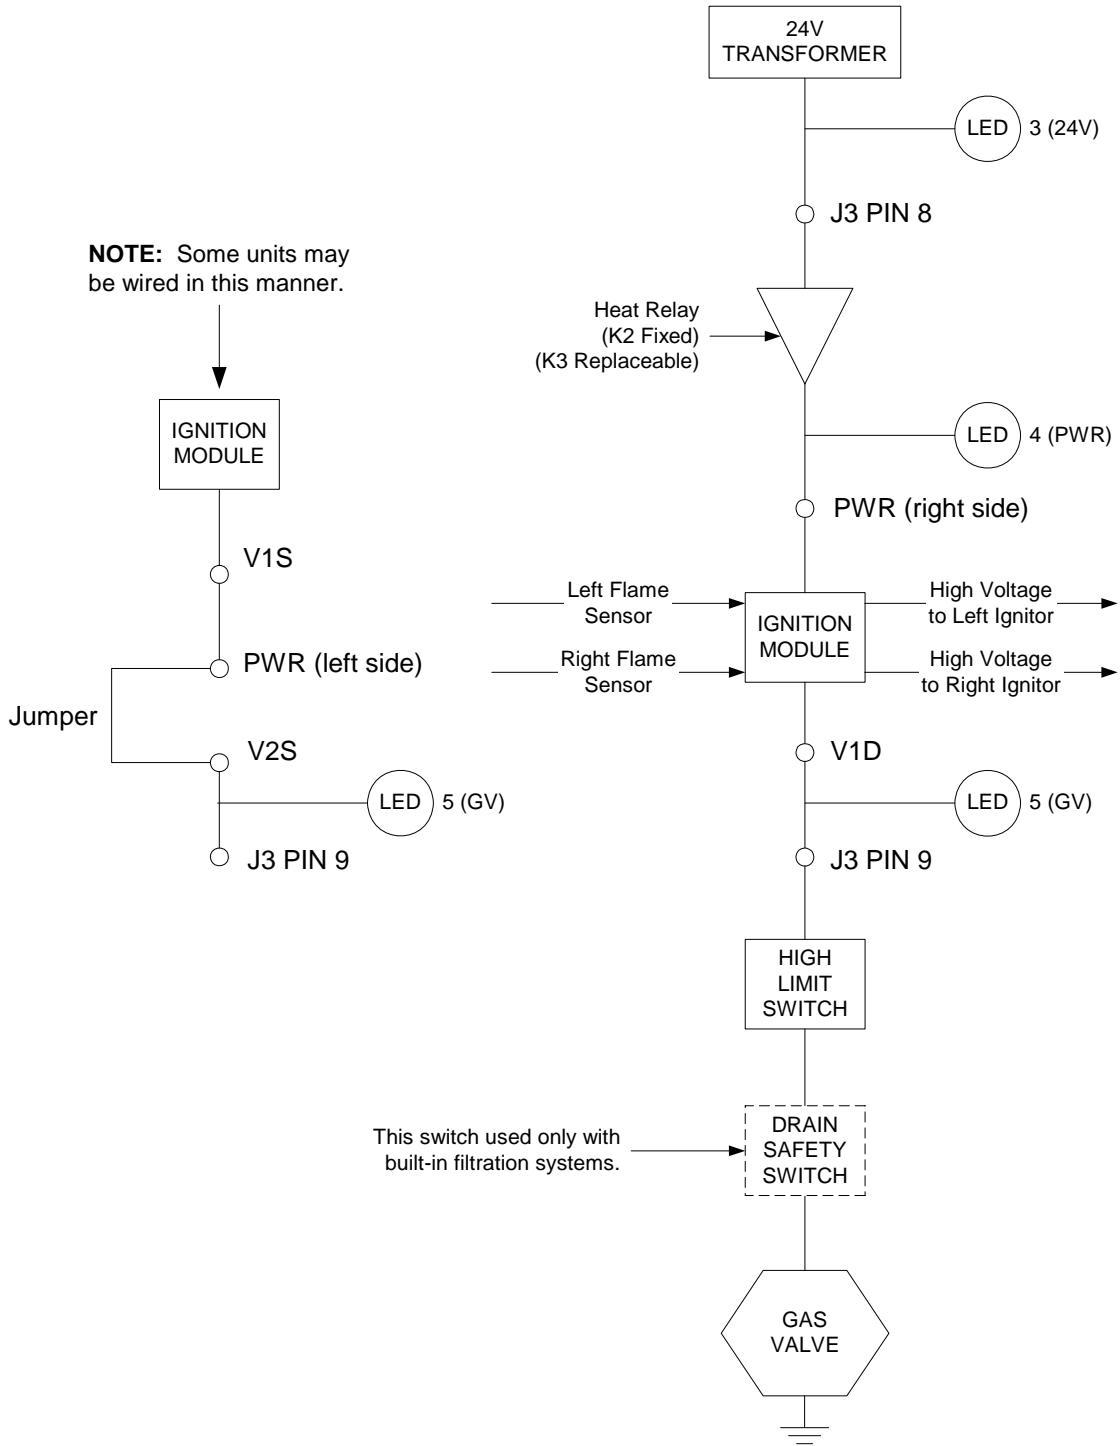 24V
TRANSFORMER
LED
3 (24V)
J3 PIN 8
NOTE: Some units may
be wired in this manner.
Heat Relay
(K2 Fixed)
(K3 Replaceable)
IGNITION
MODULE
LED
4 (PWR)
PWR (right side)
V1S
Left Flame
Sensor
IGNITION
MODULE
High Voltage
to Left Ignitor
Right Flame
Sensor
High Voltage
to Right Ignitor
PWR (left side)
Jumper
V2S
V1D
LED
5 (GV)
LED
5 (GV)
J3 PIN 9
J3 PIN 9
HIGH
LIMIT
SWITCH
This switch used only with
built-in filtration systems.
DRAIN
SAFETY
SWITCH
GAS
VALVE